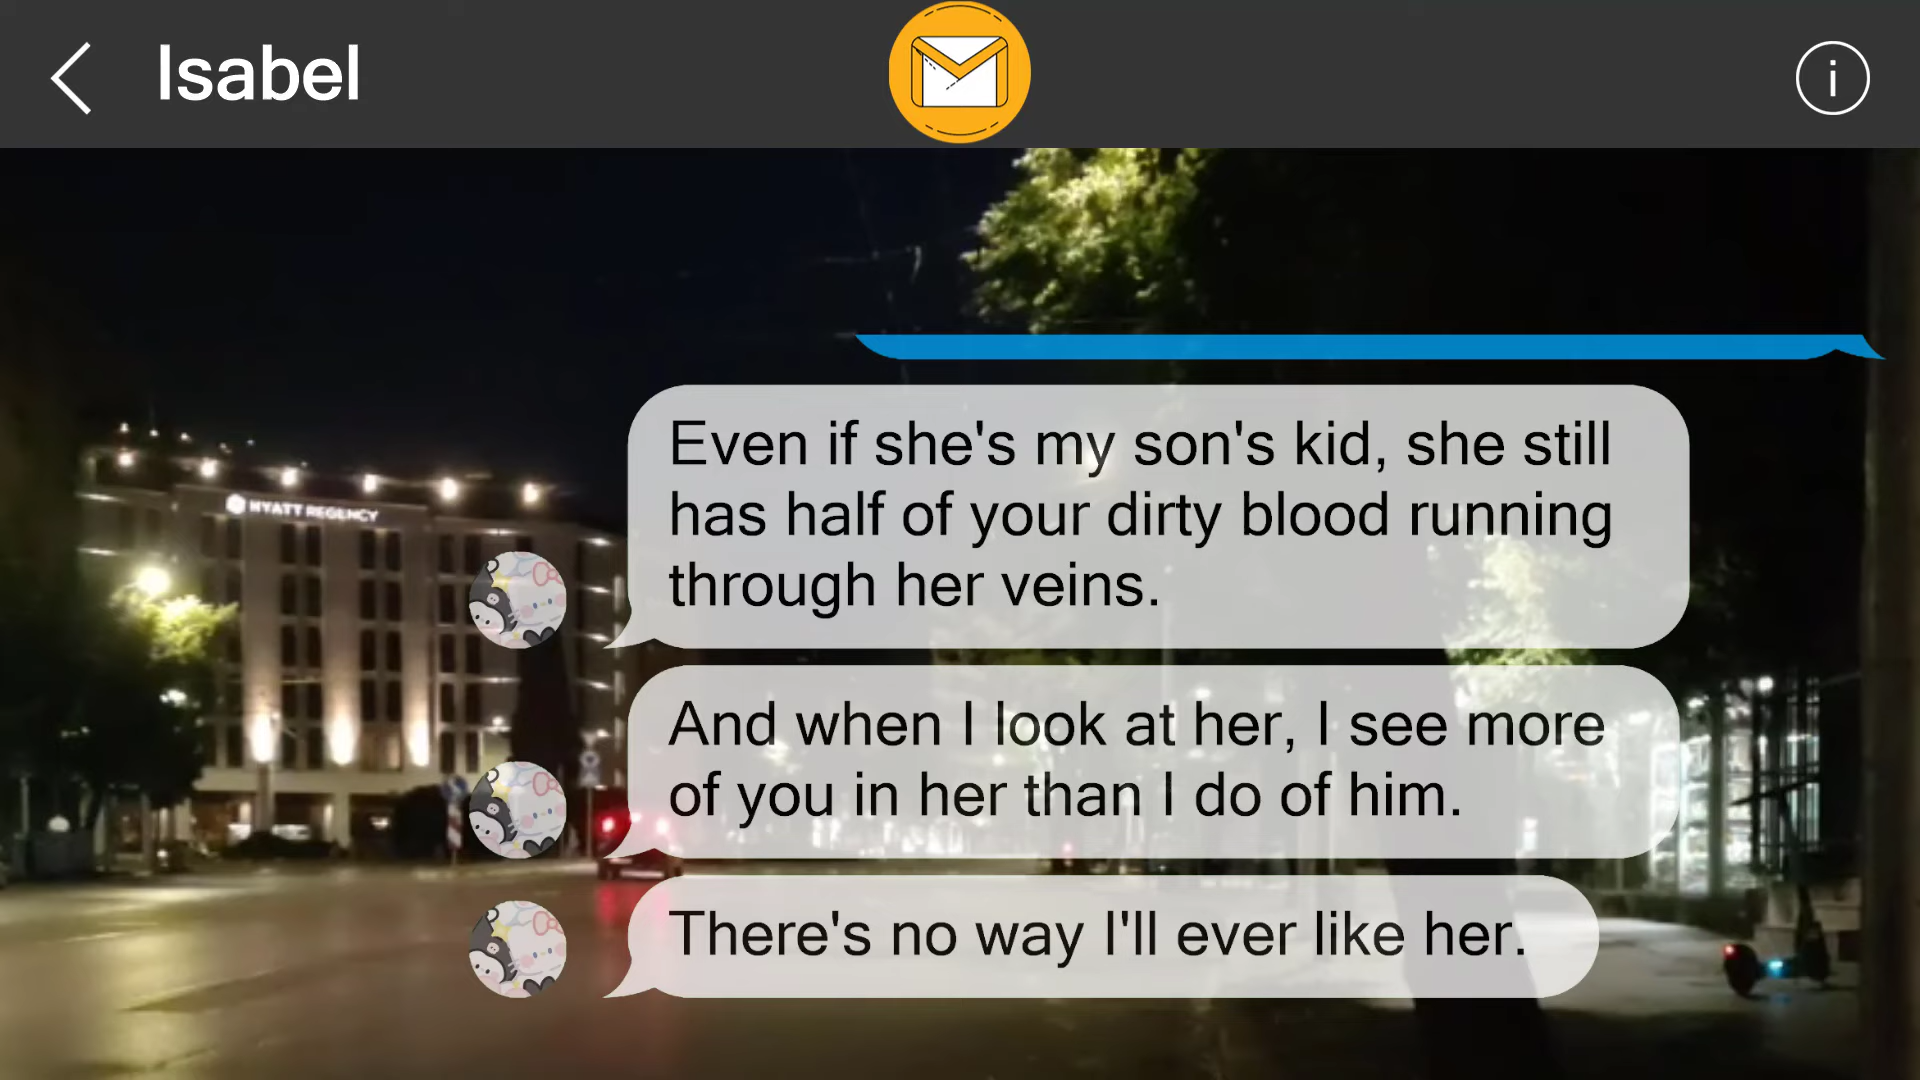 Isabel
i
HYATT REGENCY
Even if she's my son's kid, she still
has half of your dirty blood running
through her veins.
And when I look at her, I see more
of you in her than I do of him.
There's no way I'll ever like her.